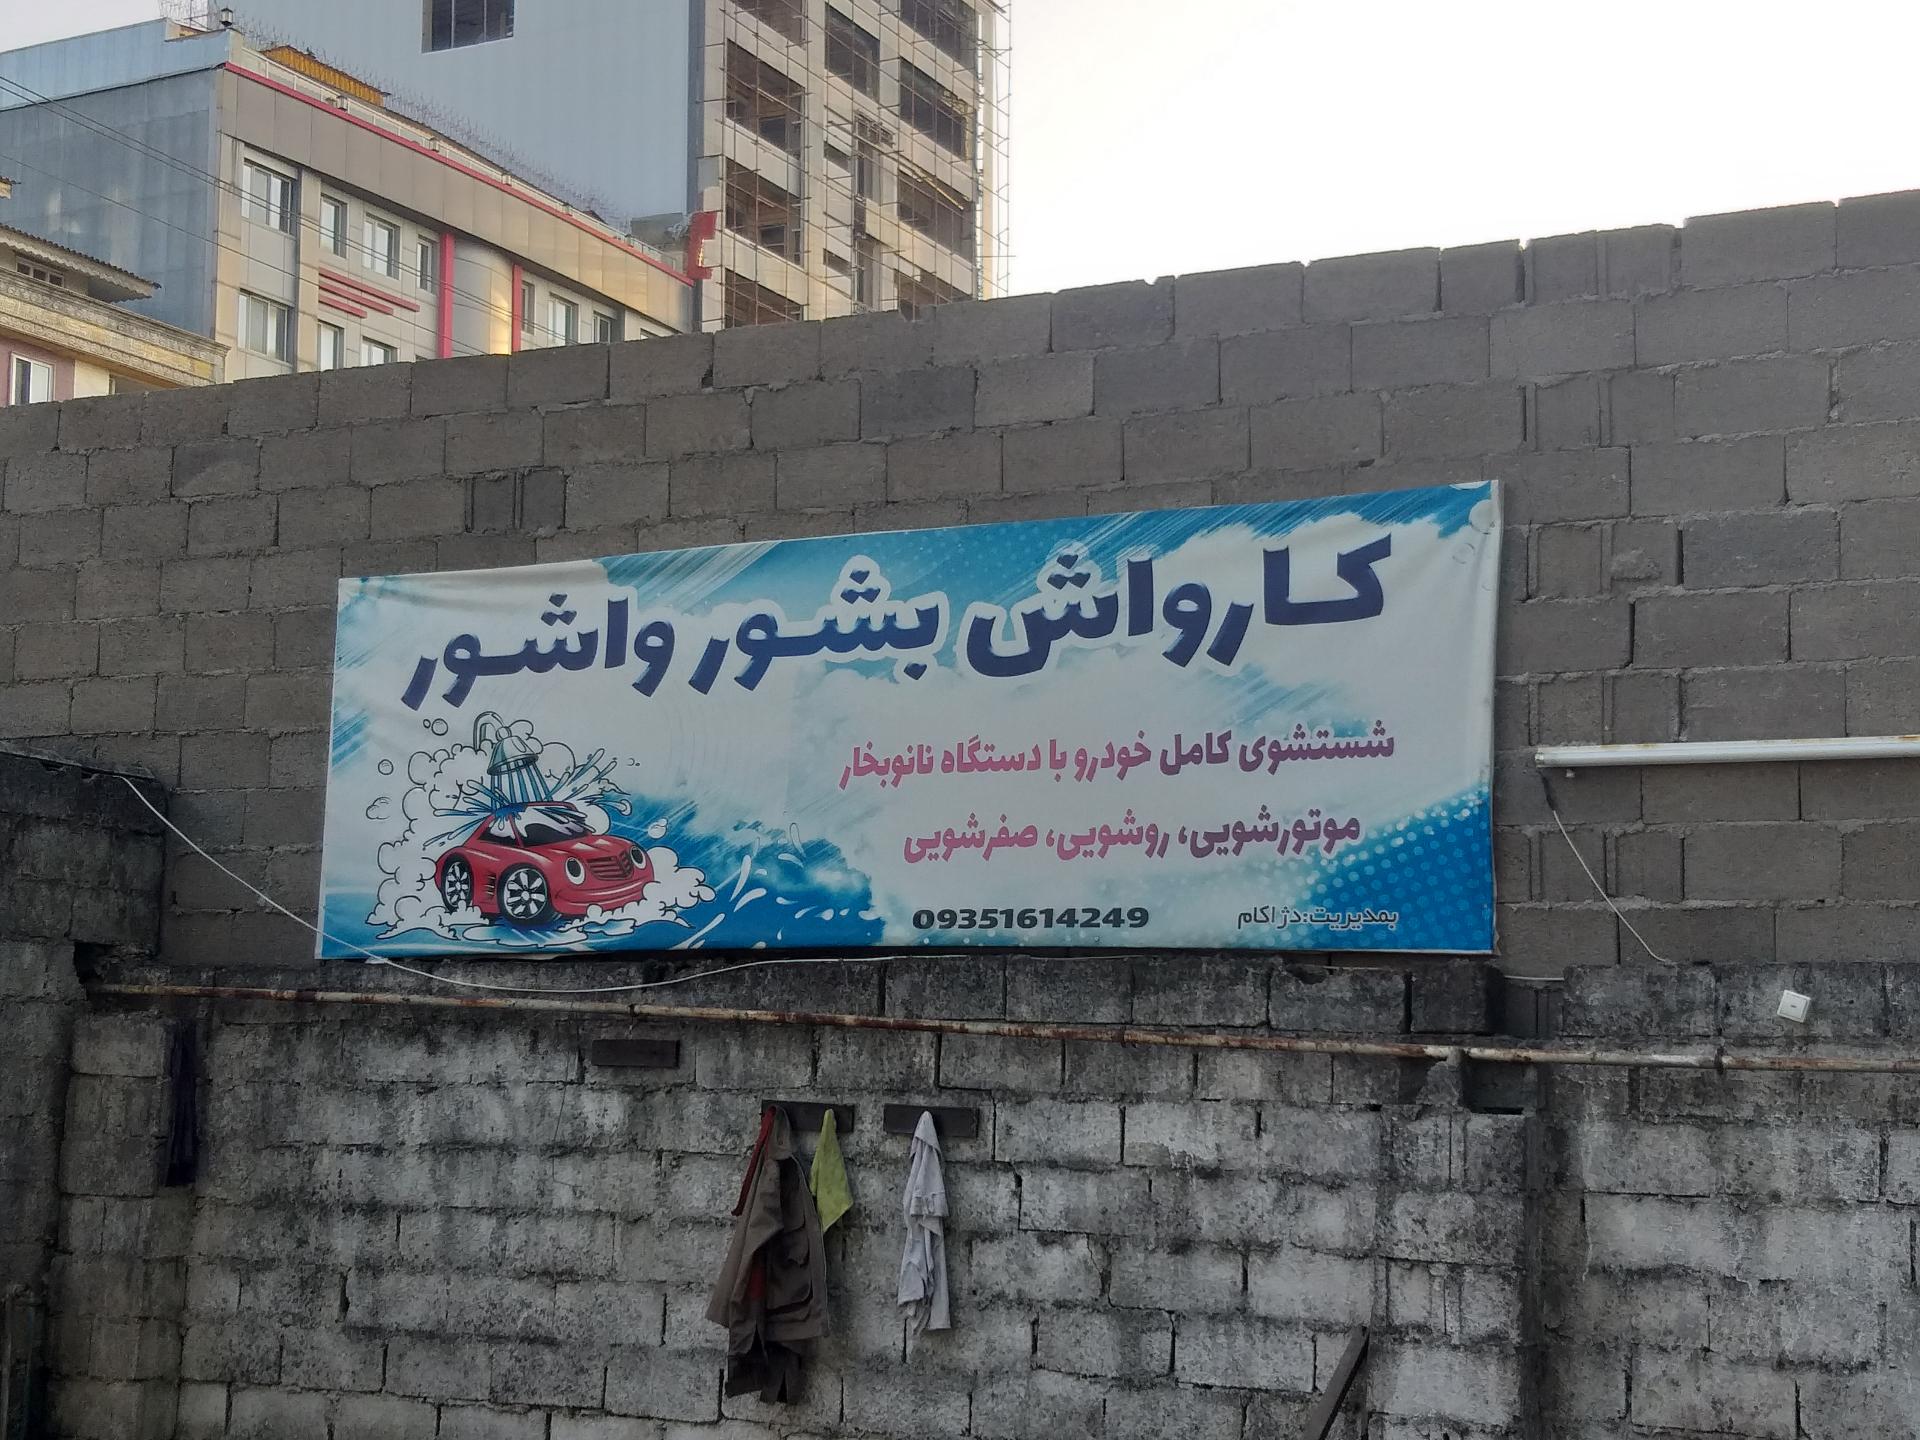 کارواش بشور واشور
شستشوی کامل خودرو با دستگاه نانوبخار
موتورشویی، روشویی، صفرشویی
بمدیریت:دژاکام
09351614249